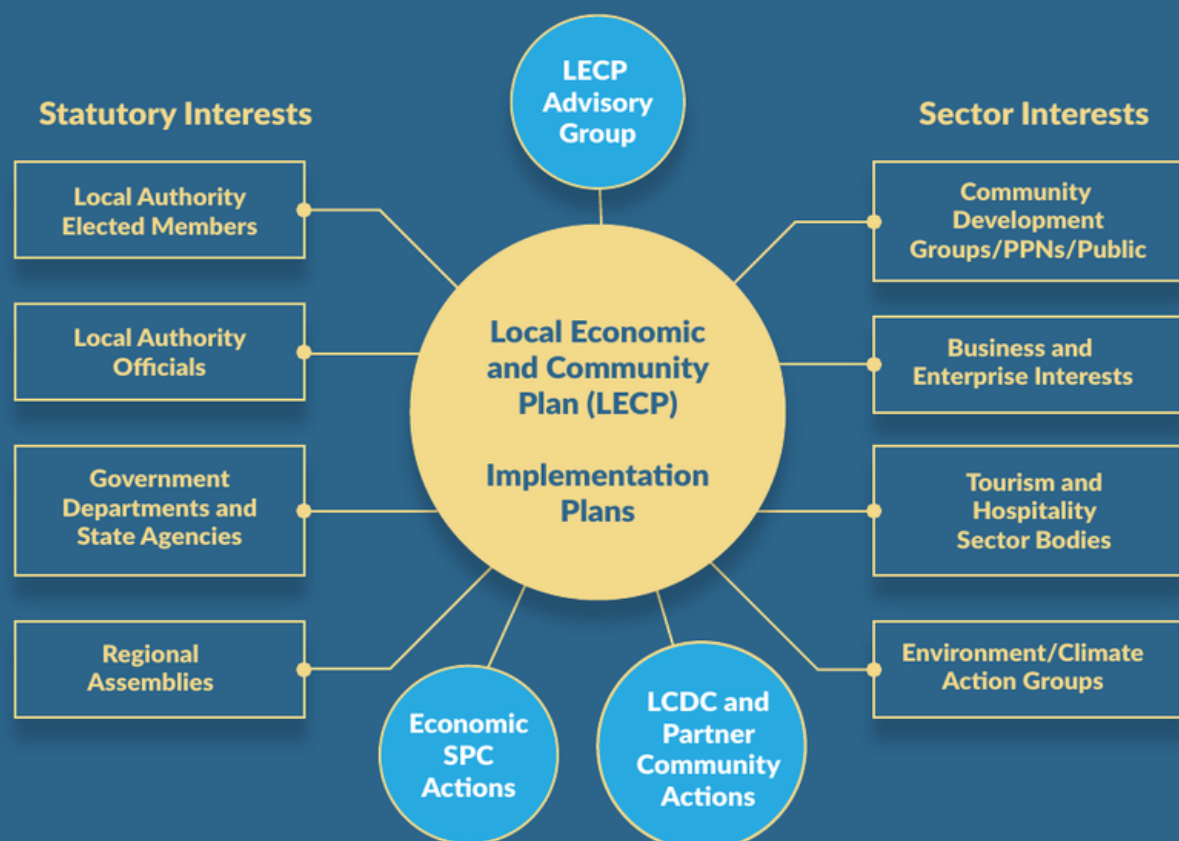 LECP
Advisory
Group
Statutory Interests
Local Authority
Elected Members
Local Authority
Officials
Government
Departments and
State Agencies
Regional
Assemblies
Local Economic
and Community
Plan (LECP)
Implementation
Plans
Sector Interests
Community
Development
Groups/PPNs/Public
Business and
Enterprise Interests
Tourism and
Hospitality
Sector Bodies
Environment/Climate
Action Groups
Economic
SPC
Actions
LCDC and
Partner
Community
Actions